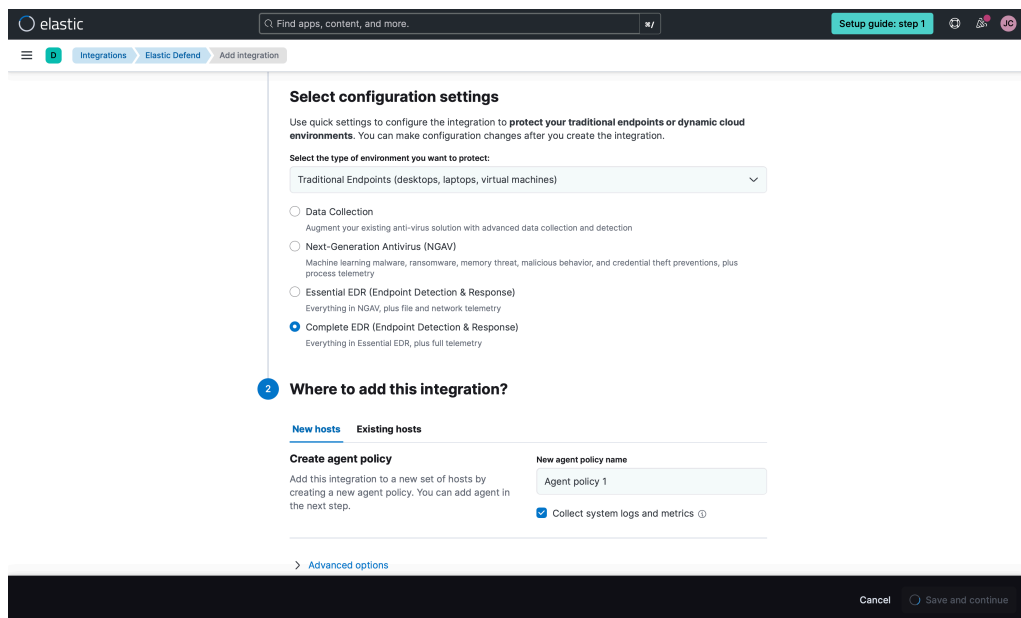 elastic
Find apps, content, and more.
⌘/
Setup guide: step 1
JC
D
Integrations
Elastic Defend
Add integration
Select configuration settings
Use quick settings to configure the integration to protect your traditional endpoints or dynamic cloud
environments. You can make configuration changes after you create the integration.
Select the type of environment you want to protect:
Traditional Endpoints (desktops, laptops, virtual machines)
Data Collection
Augment your existing anti-virus solution with advanced data collection and detection
Next-Generation Antivirus (NGAV)
Machine learning malware, ransomware, memory threat, malicious behavior, and credential theft preventions, plus
process telemetry
Essential EDR (Endpoint Detection & Response)
Everything in NGAV, plus file and network telemetry
Complete EDR (Endpoint Detection & Response)
Everything in Essential EDR, plus full telemetry
2
Where to add this integration?
New hosts
Existing hosts
Create agent policy
Add this integration to a new set of hosts by
creating a new agent policy. You can add agent in
the next step.
New agent policy name
Agent policy 1
Collect system logs and metrics
Advanced options
Cancel
Save and continue